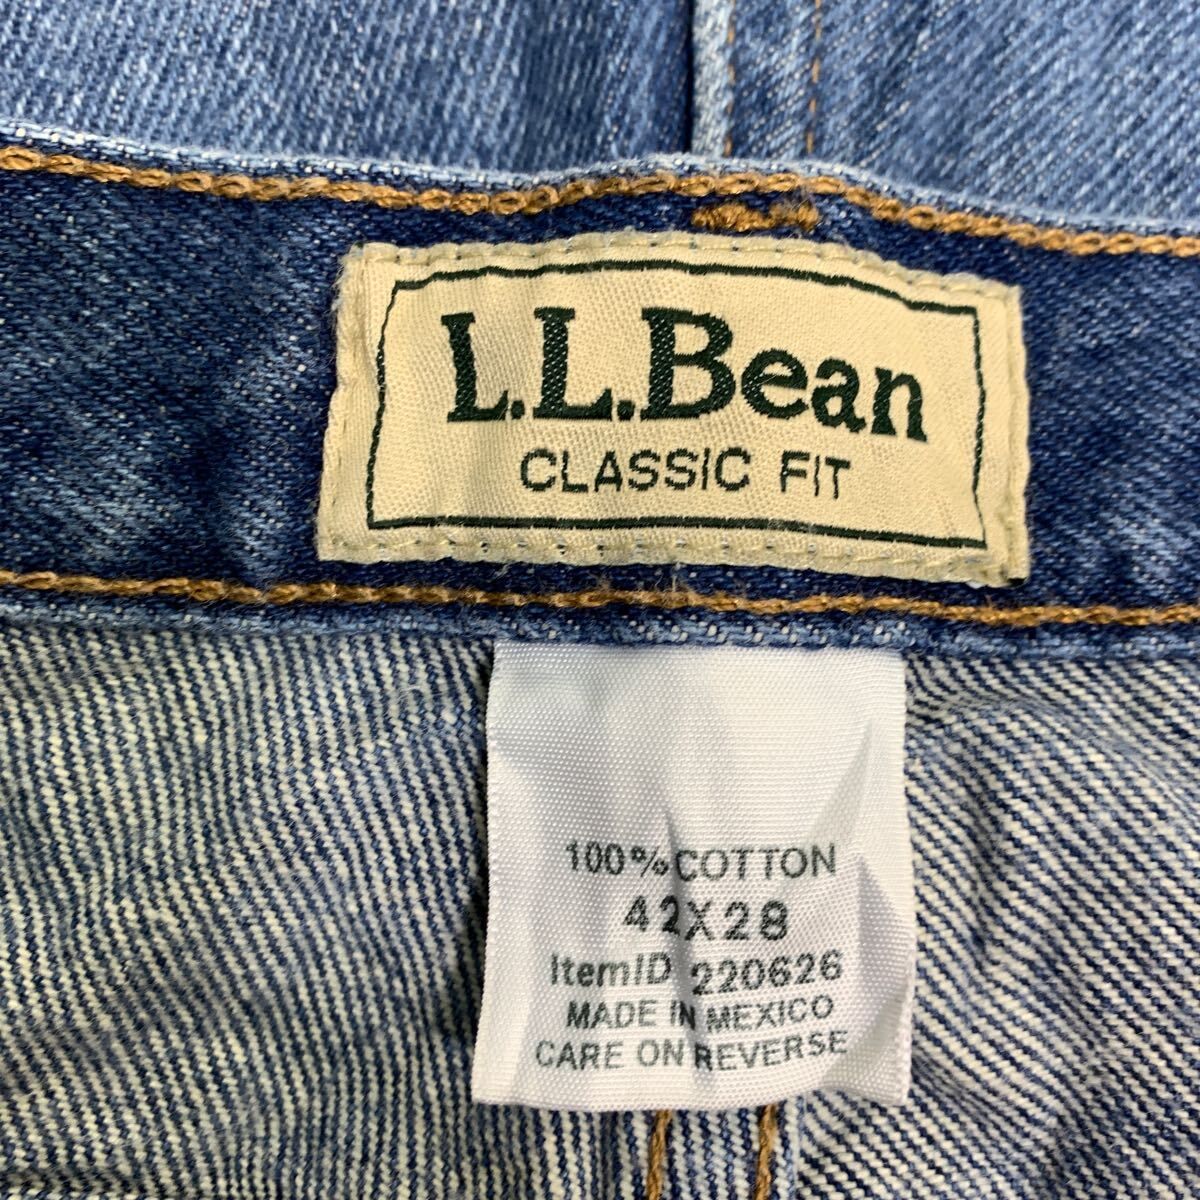 L.L.Bean
CLASSIC FIT
100% COTTON
42X28
ItemID 220626
MADE IN MEXICO
CARE ON REVERSE